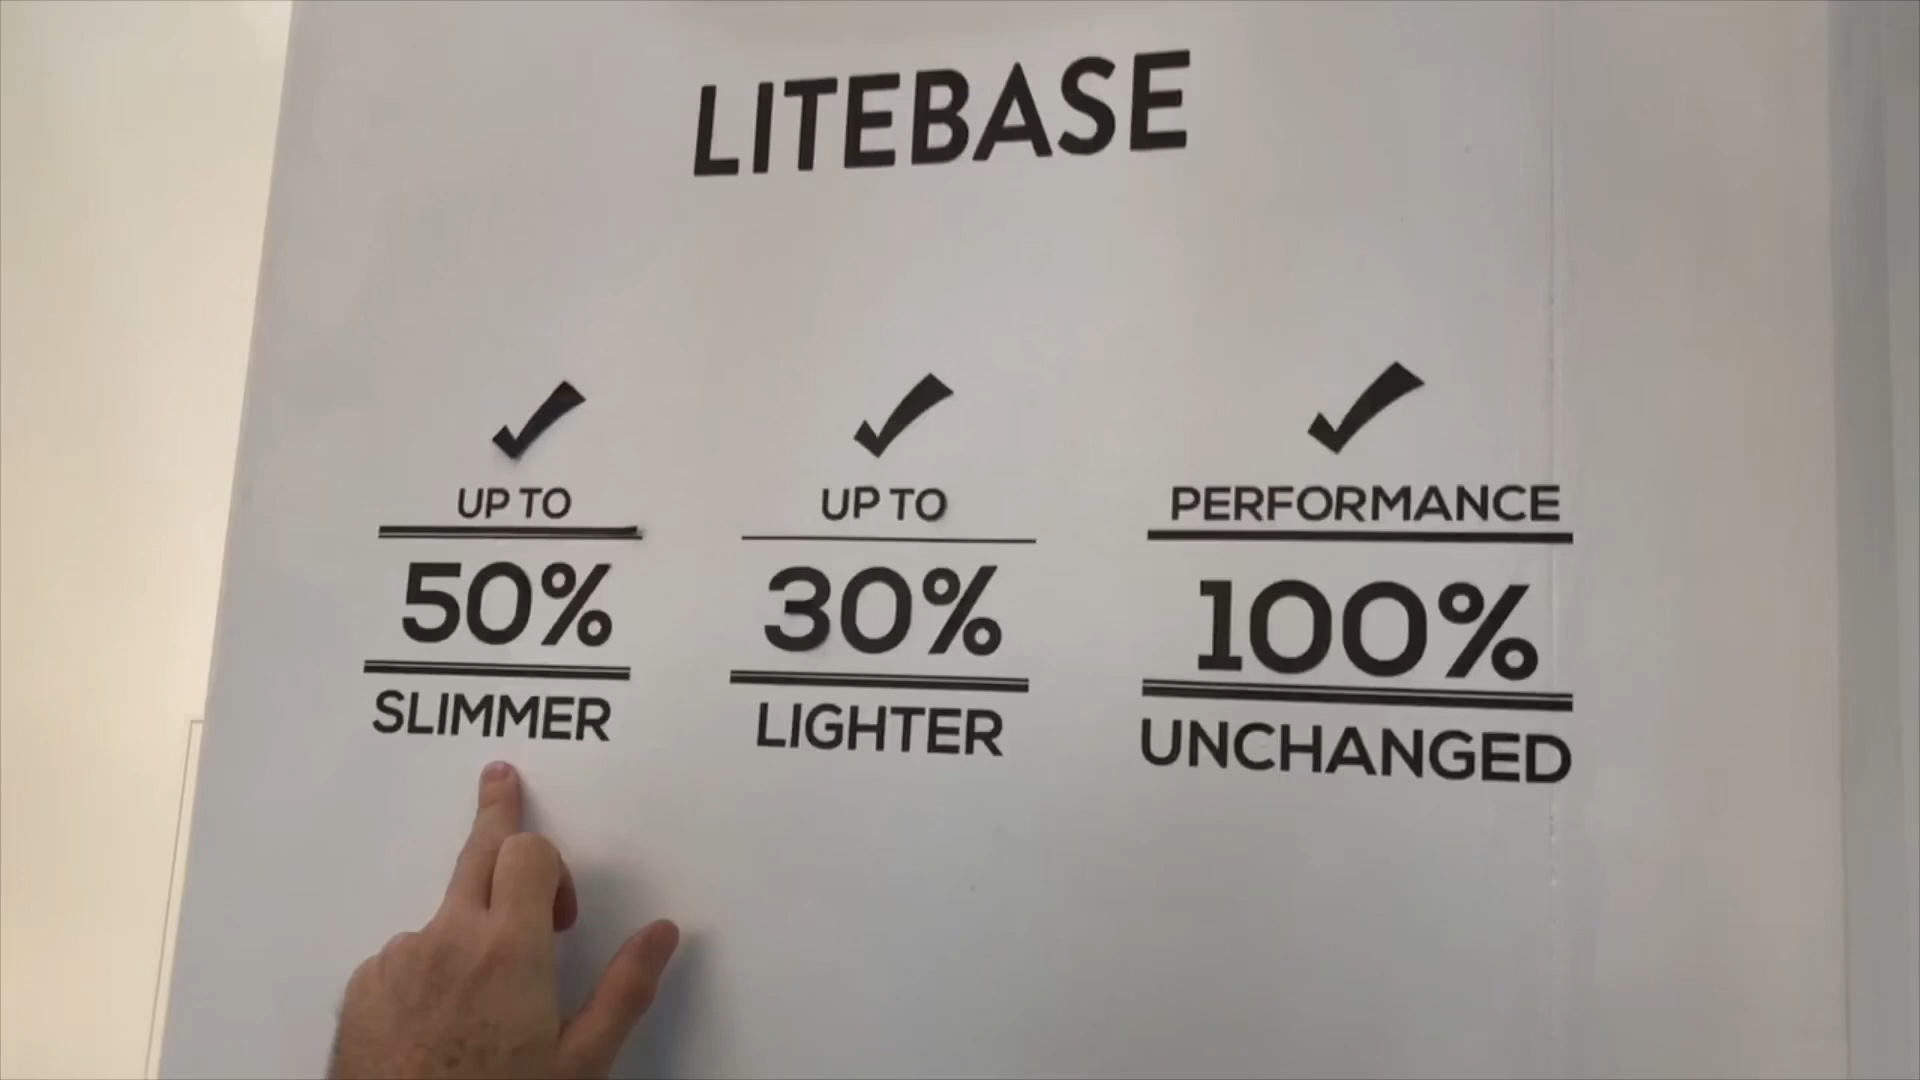 LITEBASE
UP TO
50%
SLIMMER
UP TO
30%
LIGHTER
PERFORMANCE
100%
UNCHANGED